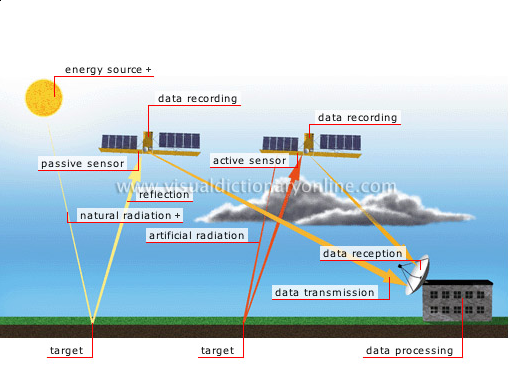 energy source +
data recording
data recording
passive sensor
active sensor
www.visualdictionaryonline.com
reflection
natural radiation +
artificial radiation
data reception
data transmission
target
target
data processing